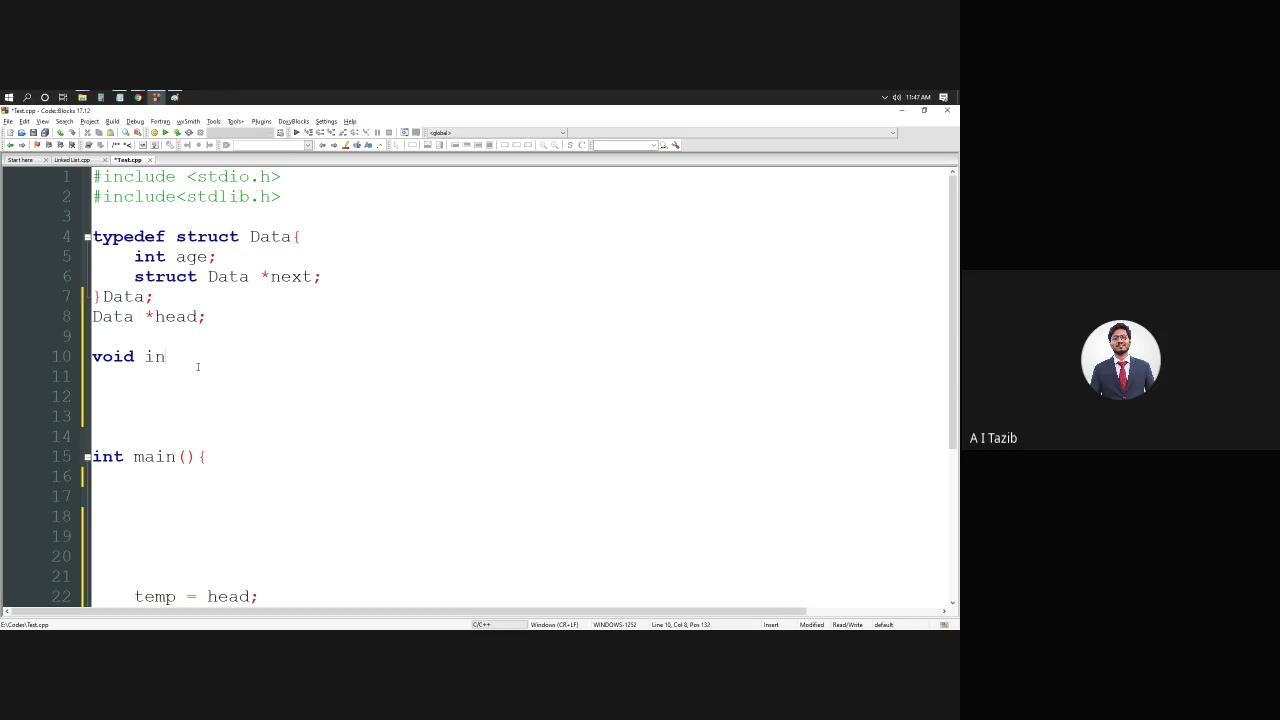 11:47 AM
*Test.cpp - Code::Blocks 17.12
File Edit View Search Project Build Debug Fortran wxSmith Tools Tools+ Plugins DoxyBlocks Settings Help
<global>
Start here Linked List.cpp *Test.cpp
1 #include <stdio.h>
2 #include<stdlib.h>
3
4 typedef struct Data{
5 int age;
6 struct Data *next;
7 }Data;
8 Data *head;
9
10 void in
11
12
13
14
15 int main(){
16
17
18
19
20
21
22 temp = head;
A I Tazib
E:\Codes\Test.cpp C/C++ Windows (CR+LF) WINDOWS-1252 Line 10, Col 8, Pos 132 Insert Modified Read/Write default